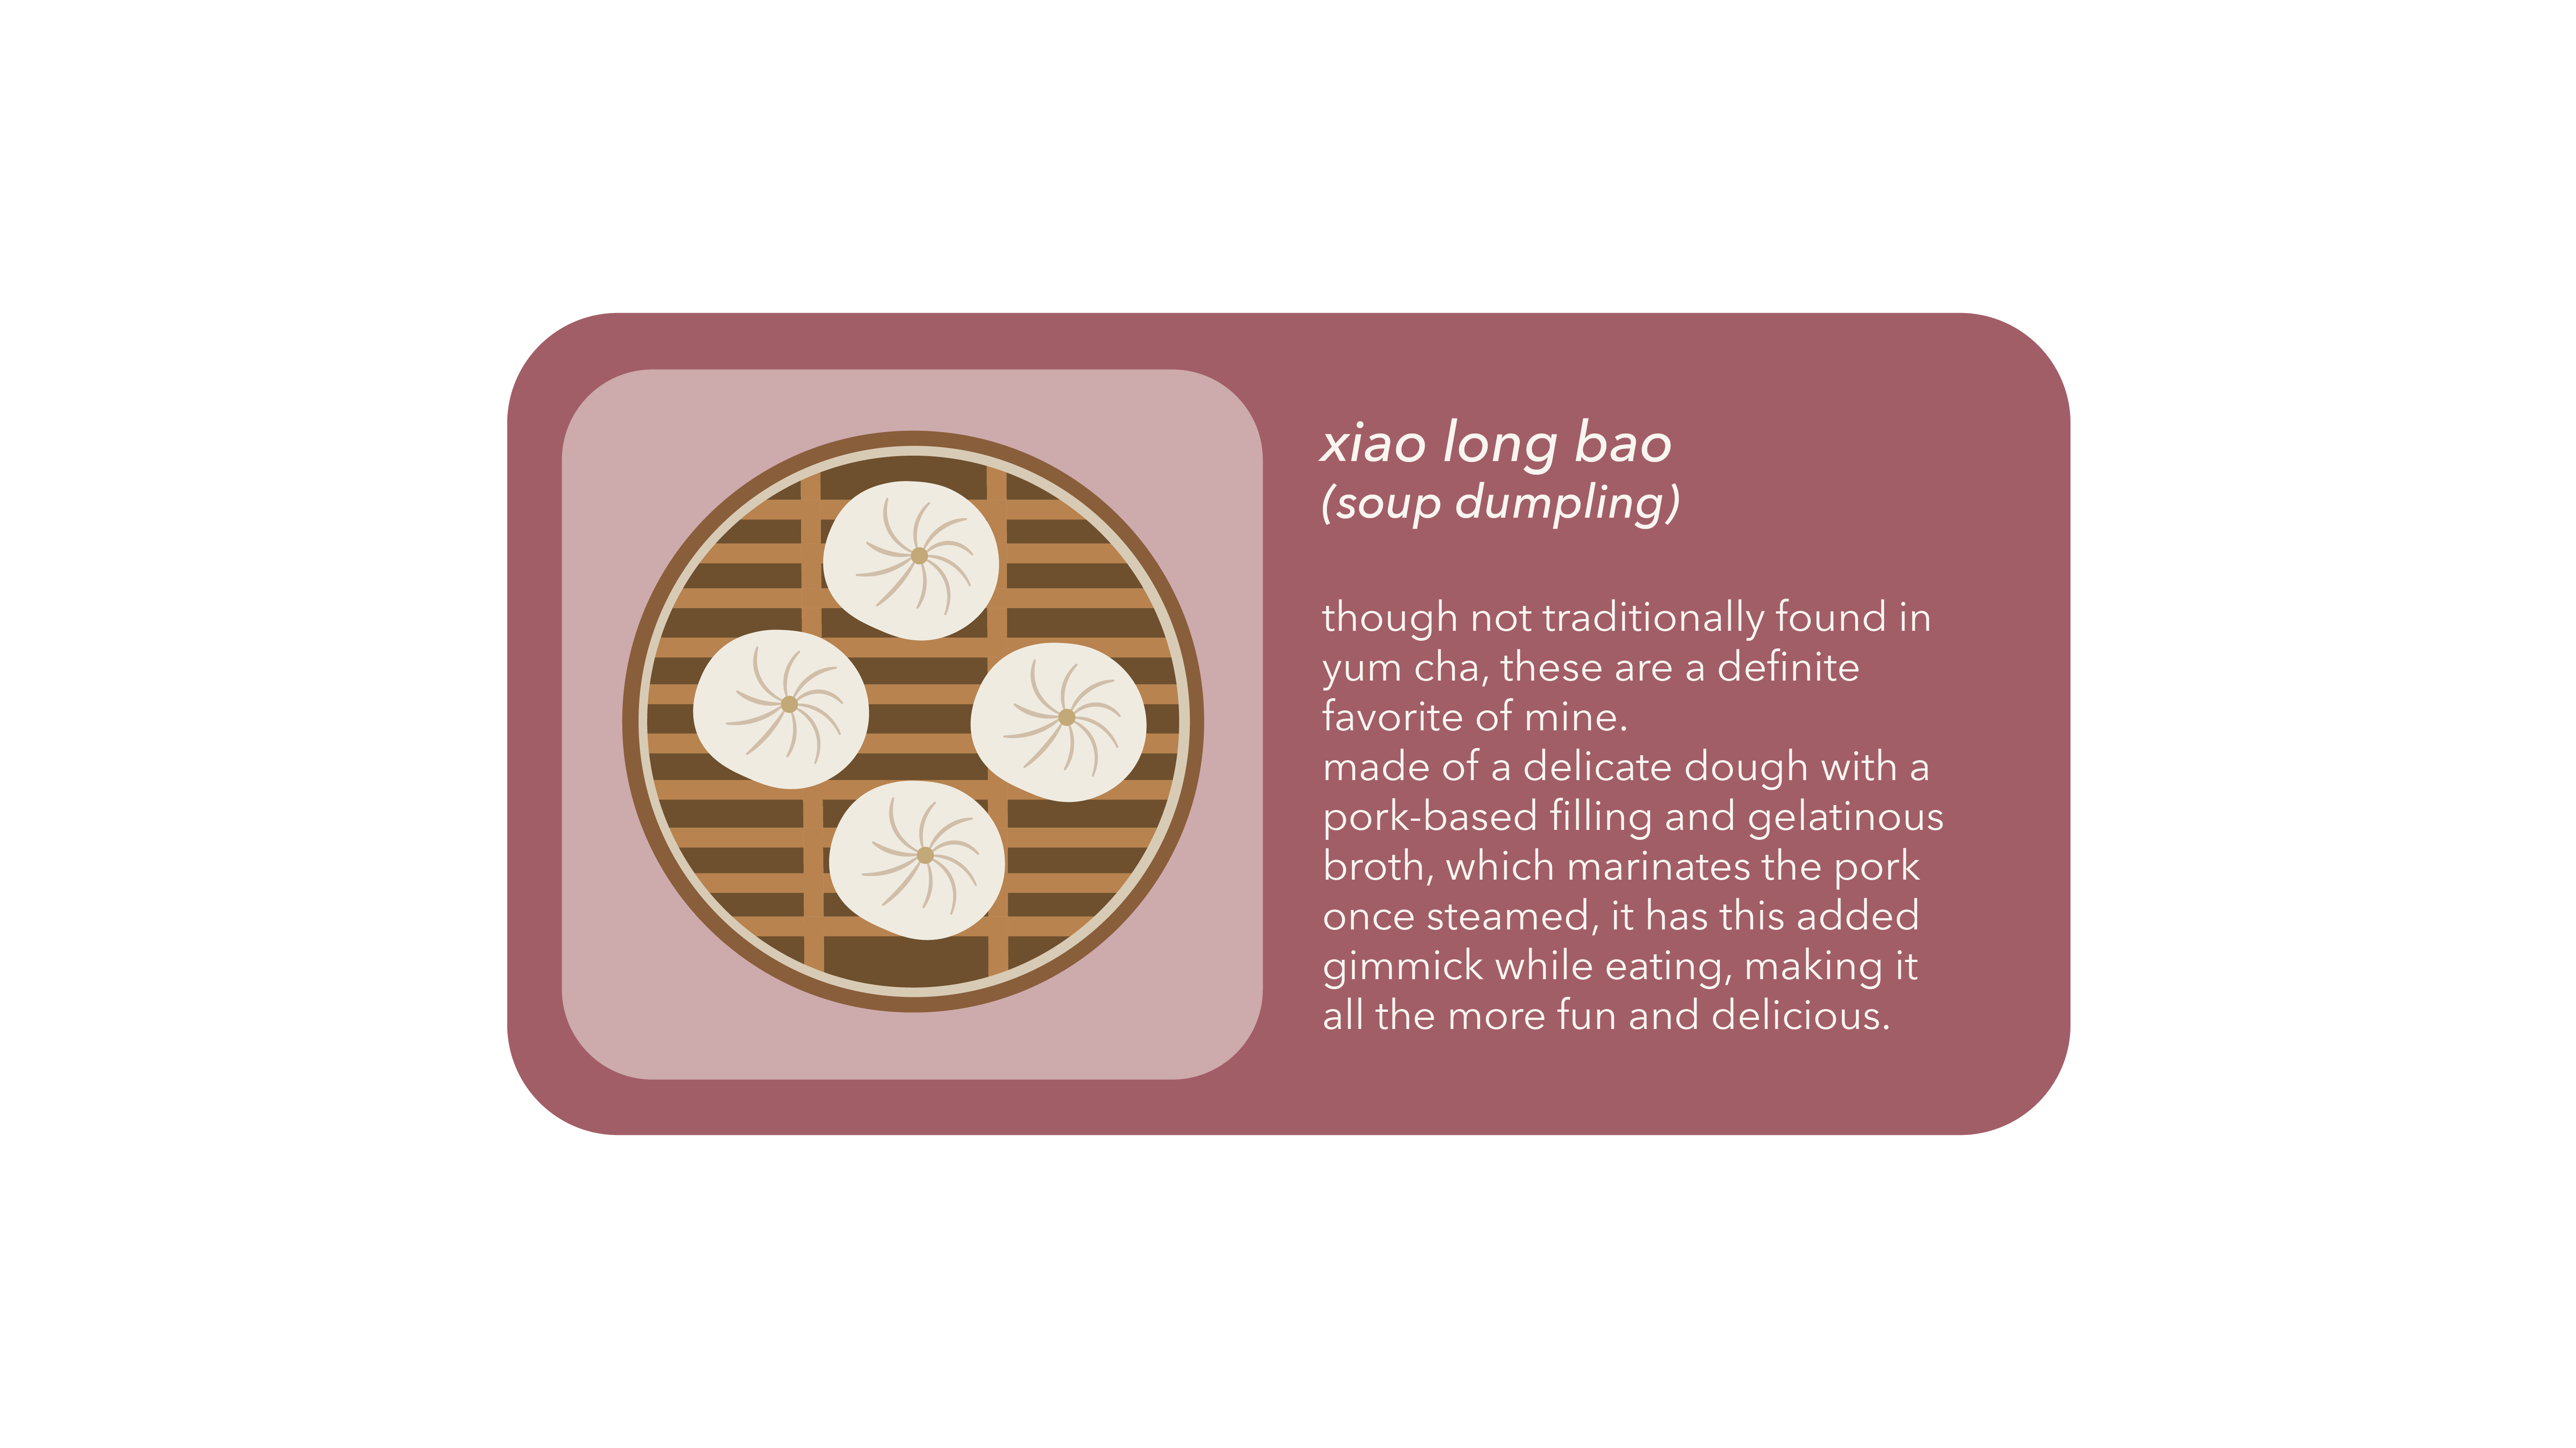 xiao long bao
(soup dumpling)
though not traditionally found in
yum cha, these are a definite
favorite of mine.
made of a delicate dough with a
pork-based filling and gelatinous
broth, which marinates the pork
once steamed, it has this added
gimmick while eating, making it
all the more fun and delicious.